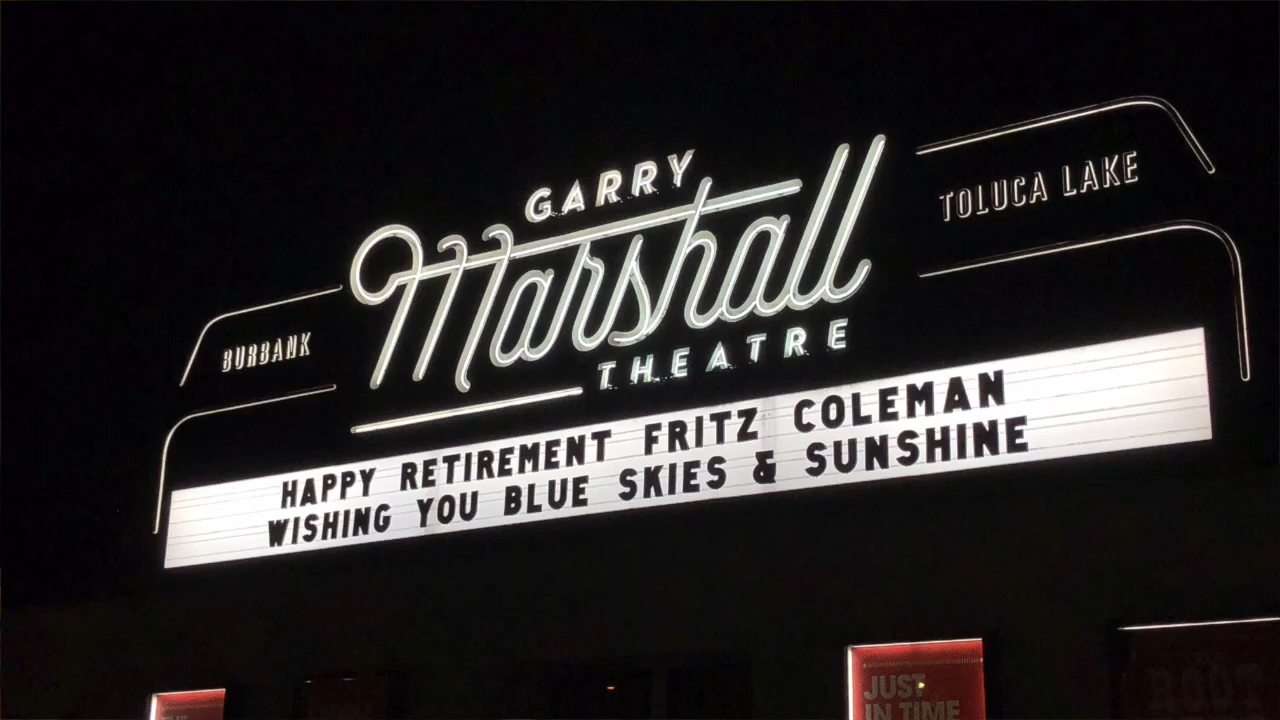 GARRY
Marshall
THEATRE
BURBANK
TOLUCA LAKE
HAPPY RETIREMENT FRITZ COLEMAN
WISHING YOU BLUE SKIES & SUNSHINE
JUST
IN TIME